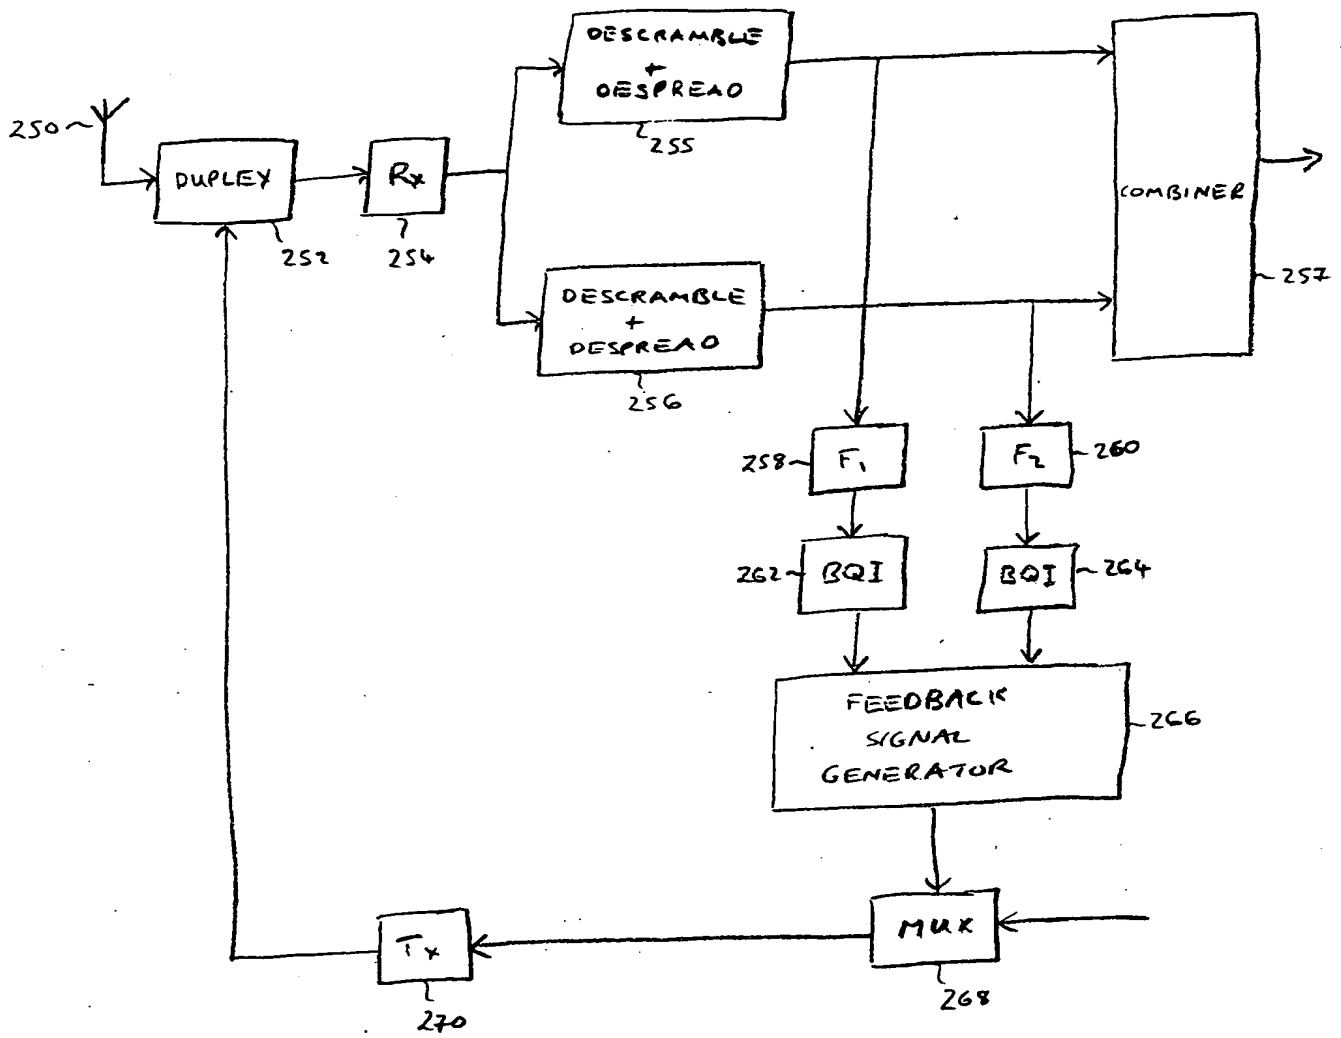 DESCRAMBLE
+
DESPREAD
255
250
DUPLEX
252
Rx
254
COMBINER
257
DESCRAMBLE
+
DESPREAD
256
258
F1
F2
260
262
BQI
BQI
264
FEEDBACK
SIGNAL
GENERATOR
266
MUX
268
Tx
270